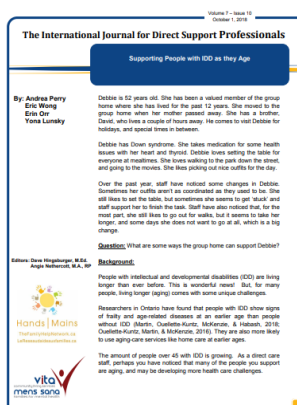 Volume 7 – Issue 10
October 1, 2018
The International Journal for Direct Support Professionals
Supporting People with IDD as they Age
By: Andrea Perry
Eric Wong
Erin Orr
Yona Lunsky
Debbie is 52 years old. She has been a valued member of the group
home where she has lived for the past 12 years. She moved to the
group home when her mother passed away. She has a brother,
David, who lives a couple of hours away. He comes to visit Debbie for
holidays, and special times in between.
Debbie has Down syndrome. She takes medication for some health
issues with her heart and thyroid. Debbie loves setting the table for
everyone at mealtimes. She loves walking to the park down the street,
and going to the movies. She likes picking out nice outfits for the day.
Over the past year, staff have noticed some changes in Debbie.
Sometimes her outfits aren't as coordinated as they used to be. She
still likes to set the table, but sometimes she seems to get 'stuck' and
staff support her to finish the task. Staff have also noticed that, for the
most part, she still likes to go out for walks, but it seems to take her
longer, and some days she does not want to go at all, which is a big
change.
Question: What are some ways the group home can support Debbie?
Editors: Dave Hingsburger, M.Ed.
Angie Nethercott, M.A., RP
Background:
People with intellectual and developmental disabilities (IDD) are living
longer than ever before. This is wonderful news! But, for many
people, living longer (aging) comes with some unique challenges.
Researchers in Ontario have found that people with IDD show signs
of frailty and age-related diseases at an earlier age than people
without IDD (Martin, Ouellette-Kuntz, McKenzie, & Habash, 2018;
Ouellette-Kuntz, Martin, & McKenzie, 2016). They are also more likely
to use aging-care services like home care at earlier ages.
The amount of people over 45 with IDD is growing. As a direct care
staff, perhaps you have noticed that many of the people you support
are aging, and may be developing more health care challenges.
Hands | Mains
TheFamilyHelpNetwork.ca
vita
community living services
mens sana